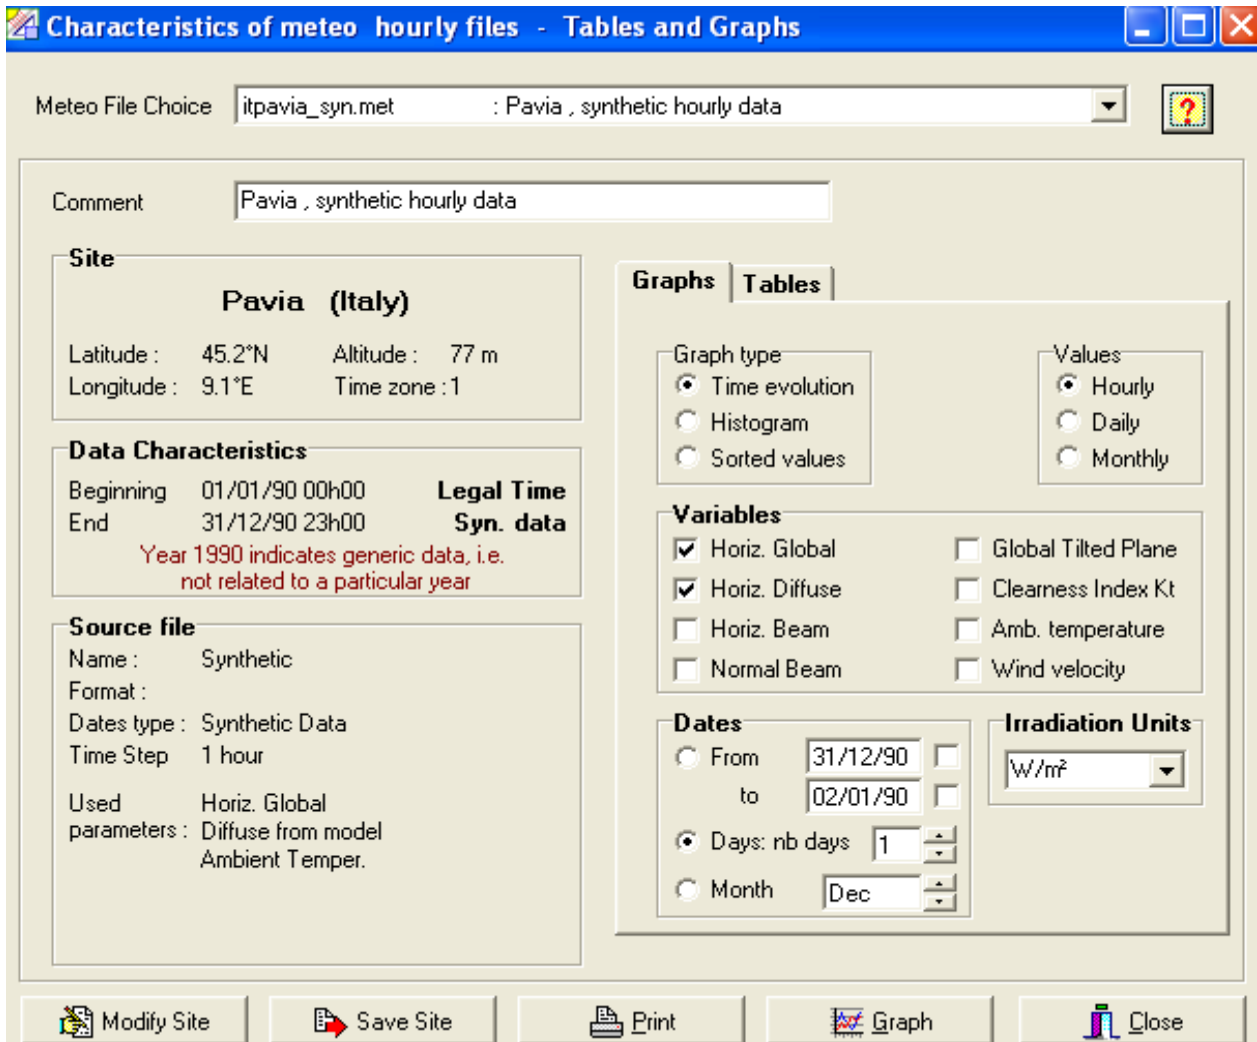 Characteristics of meteo hourly files - Tables and Graphs
Meteo File Choice itpavia_syn.met : Pavia , synthetic hourly data
?
Comment Pavia , synthetic hourly data
Site
Pavia (Italy)
Latitude : 45.2°N Altitude : 77 m
Longitude : 9.1°E Time zone : 1
Data Characteristics
Beginning 01/01/90 00h00 Legal Time
End 31/12/90 23h00 Syn. data
Year 1990 indicates generic data, i.e.
not related to a particular year
Source file
Name : Synthetic
Format :
Dates type : Synthetic Data
Time Step 1 hour
Used Horiz. Global
parameters : Diffuse from model
Ambient Temper.
Graphs Tables
Graph type
Time evolution
Histogram
Sorted values
Values
Hourly
Daily
Monthly
Variables
Horiz. Global Global Tilted Plane
Horiz. Diffuse Clearness Index Kt
Horiz. Beam Amb. temperature
Normal Beam Wind velocity
Dates
From 31/12/90
to 02/01/90
Days: nb days 1
Month Dec
Irradiation Units
W/m²
Modify Site Save Site Print Graph Close